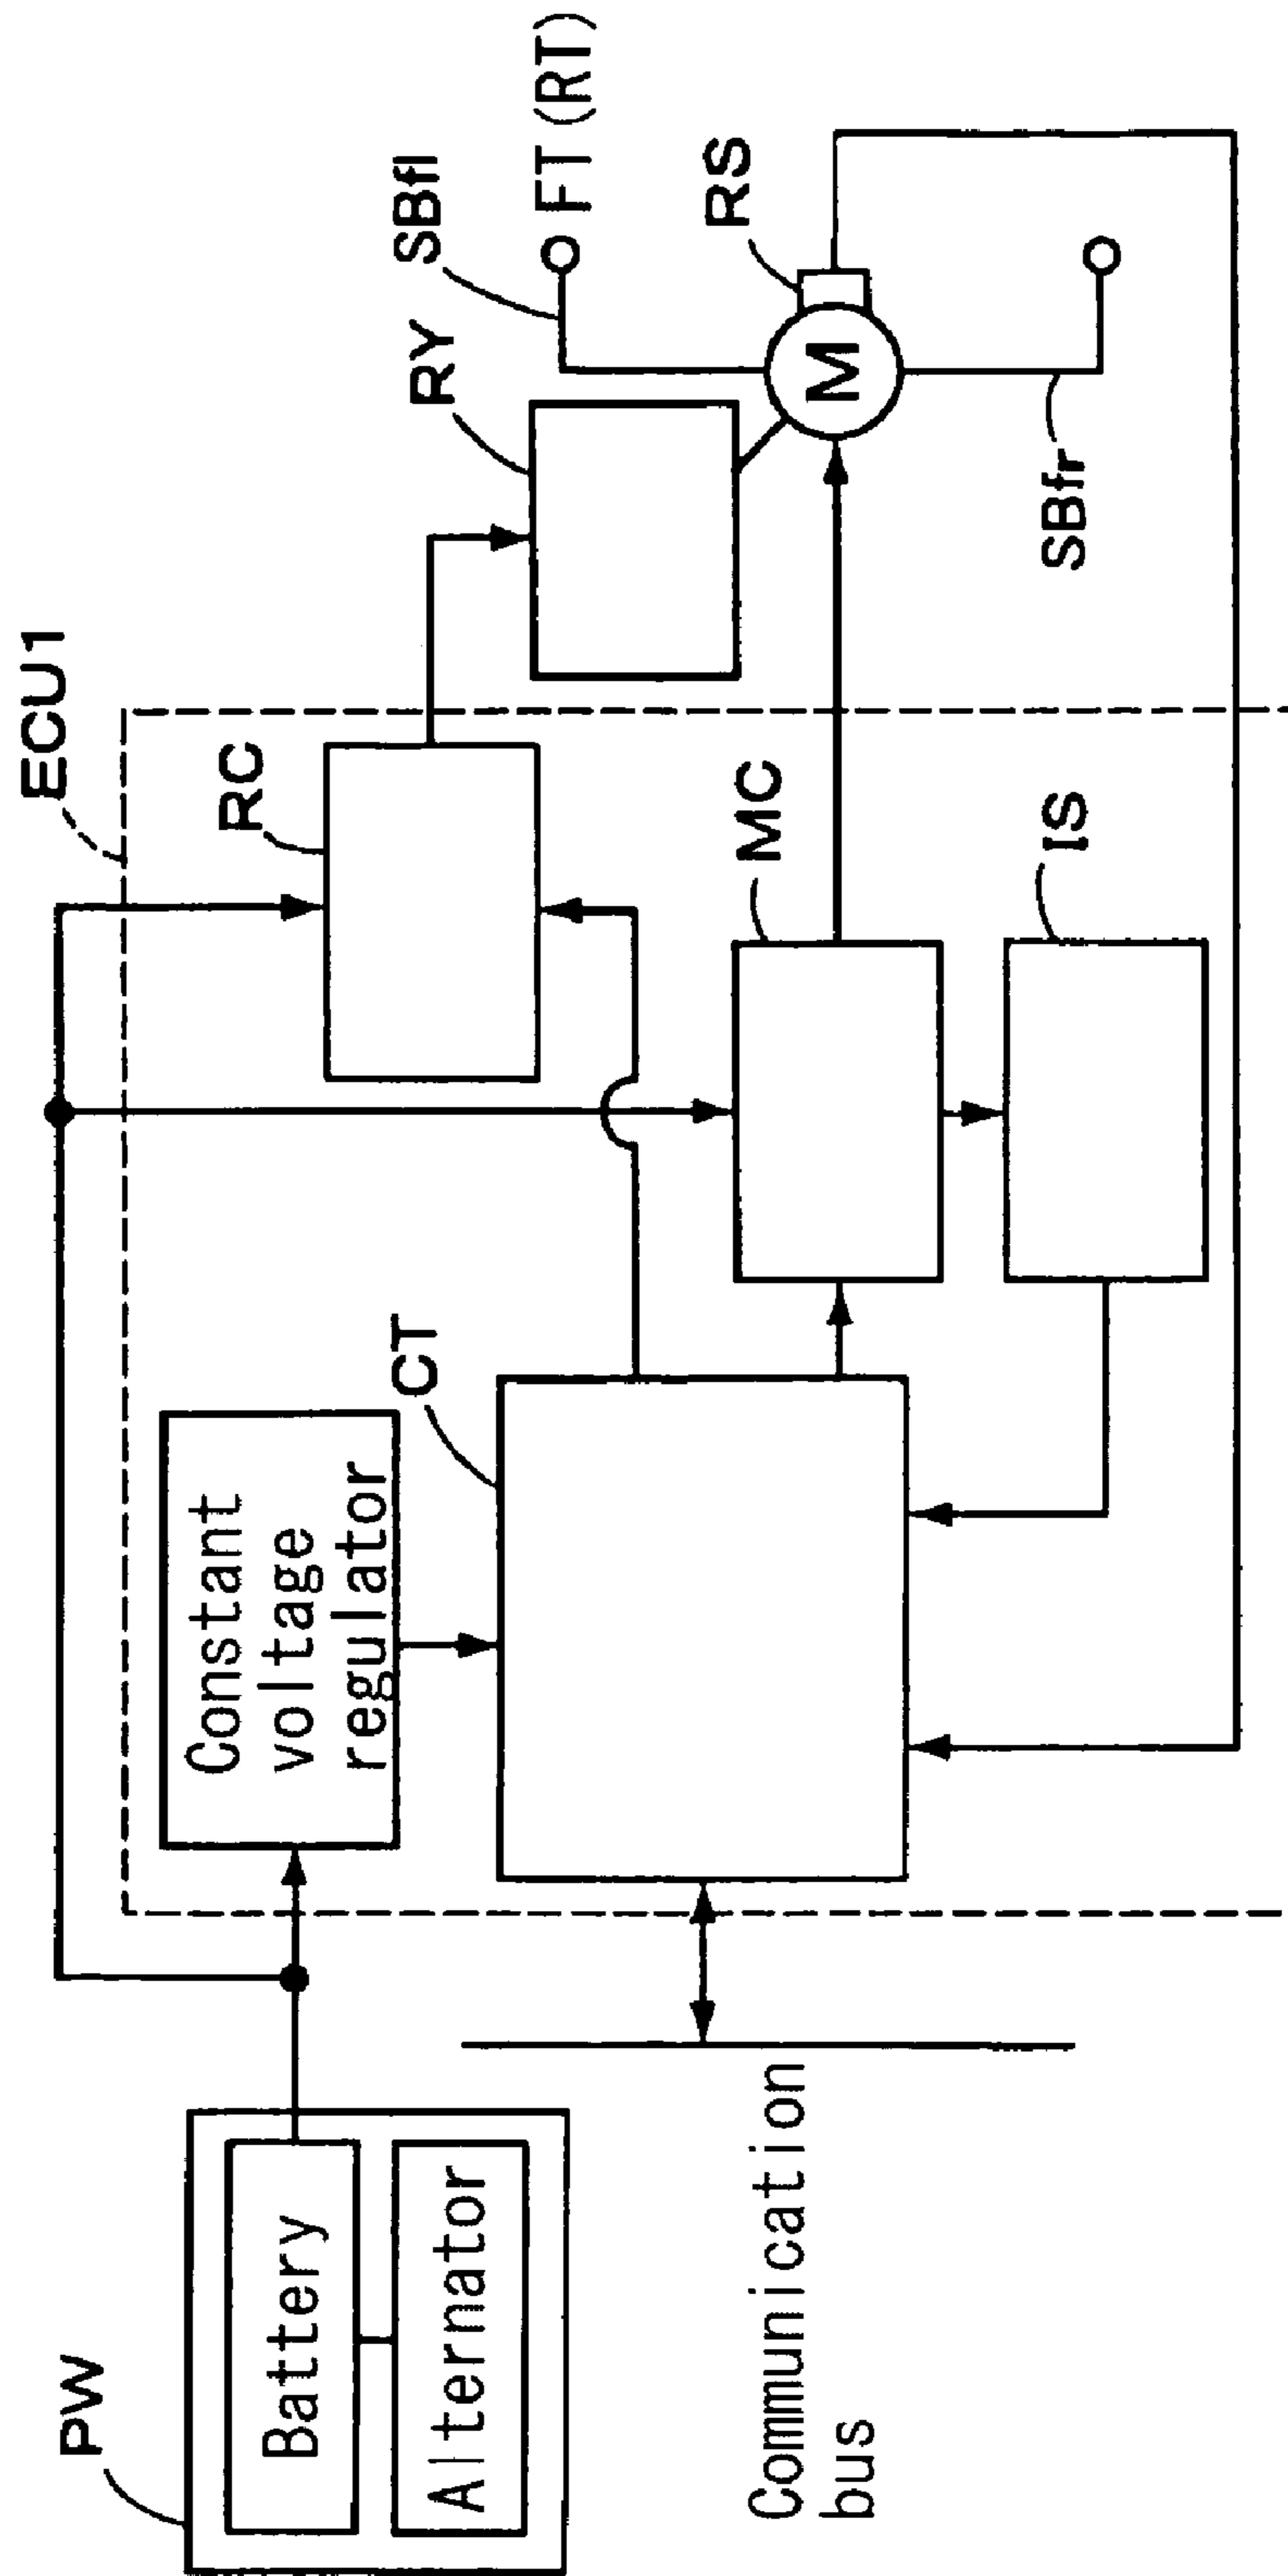 ECU1
PW
Battery
Alternator
Constant
voltage
regulator
RC
RY
SBfl
FT (RT)
CT
MC
RS
M
IS
SBfr
Communication
bus